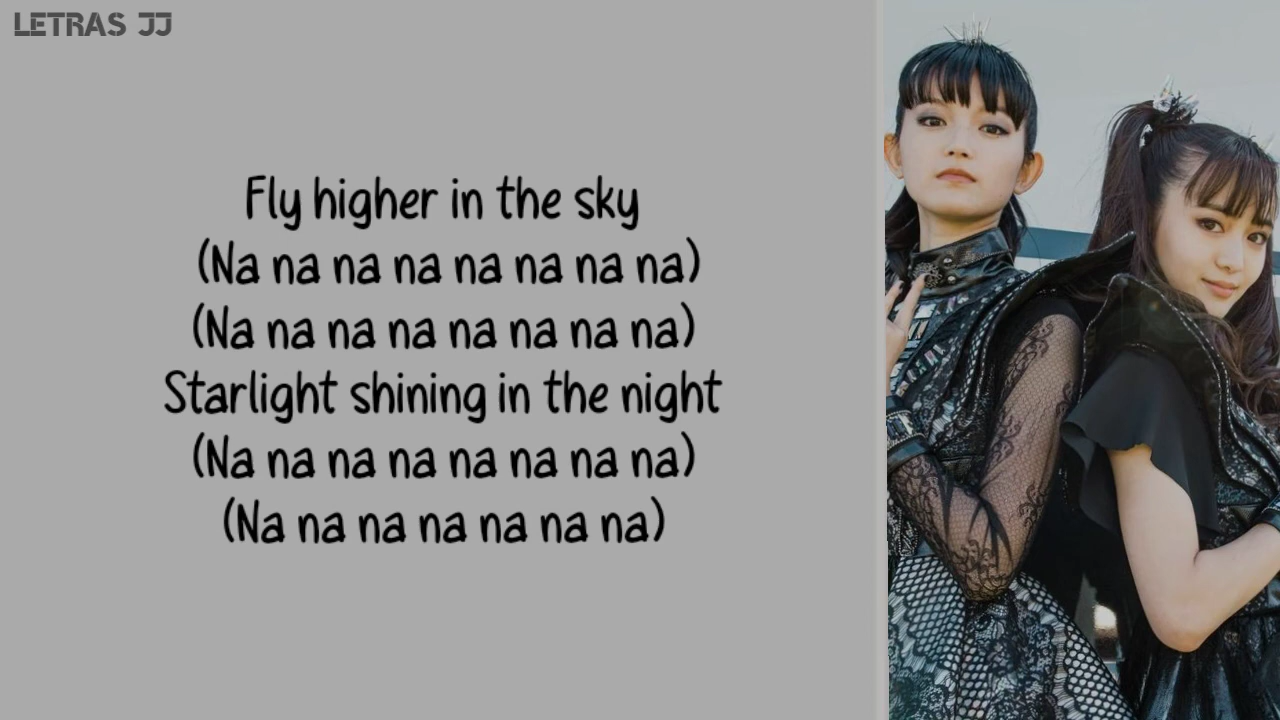 LETRAS JJ
Fly higher in the sky
(Na na na na na na na na)
(Na na na na na na na na)
Starlight shining in the night
(Na na na na na na na na)
(Na na na na na na na)